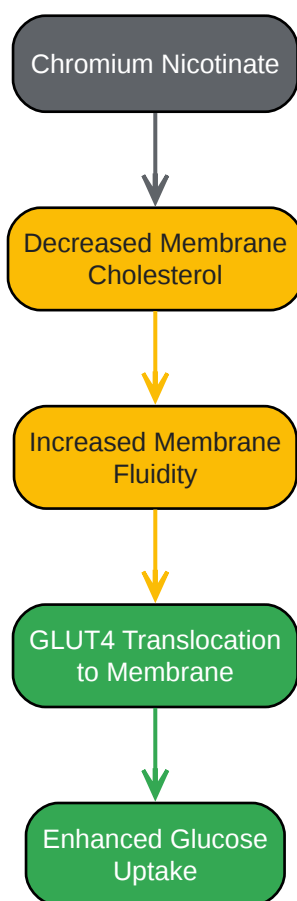 Chromium Nicotinate
Decreased Membrane
Cholesterol
Increased Membrane
Fluidity
GLUT4 Translocation
to Membrane
Enhanced Glucose
Uptake